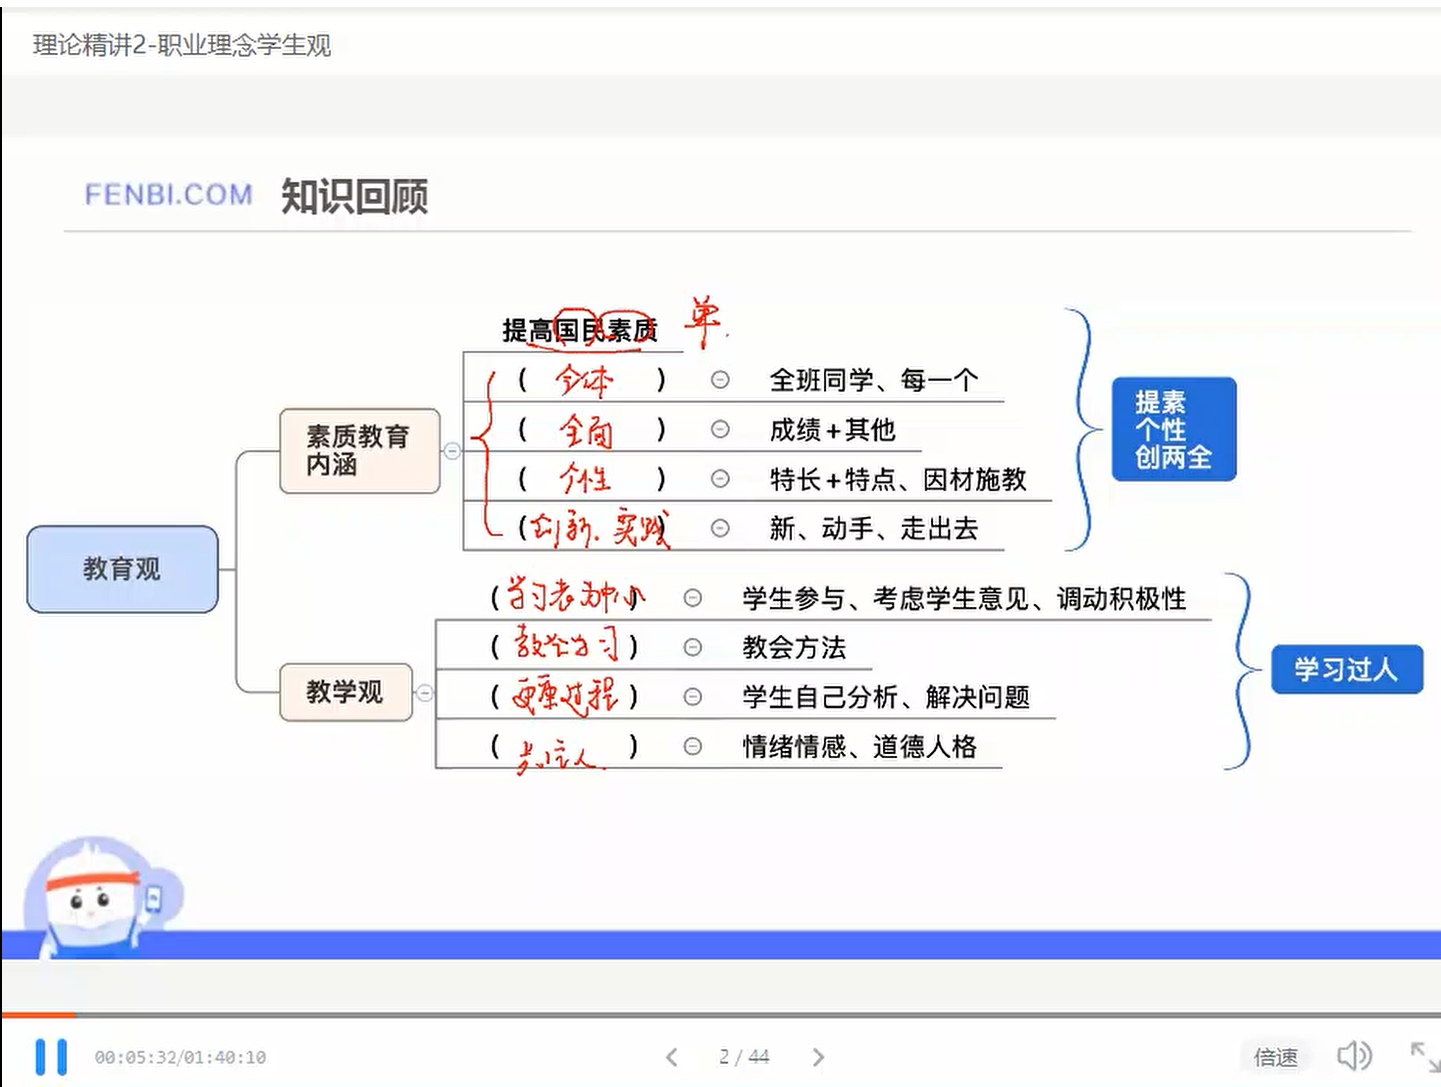 理论精讲2-职业理念学生观
FENBI.COM 知识回顾
提高国民素质 单
( 全体 ) 全班同学、每一个
( 全面 ) 成绩+其他
( 个性 ) 特长+特点、因材施教
(创新、实践) 新、动手、走出去
素质教育
内涵
提素
个性
创两全
教育观
(学习者为中心) 学生参与、考虑学生意见、调动积极性
( 教会学习 ) 教会方法
教学观
( 更重过程 ) 学生自己分析、解决问题
( 关注人 ) 情绪情感、道德人格
学习过人
00:05:32/01:40:10
2 / 44
倍速